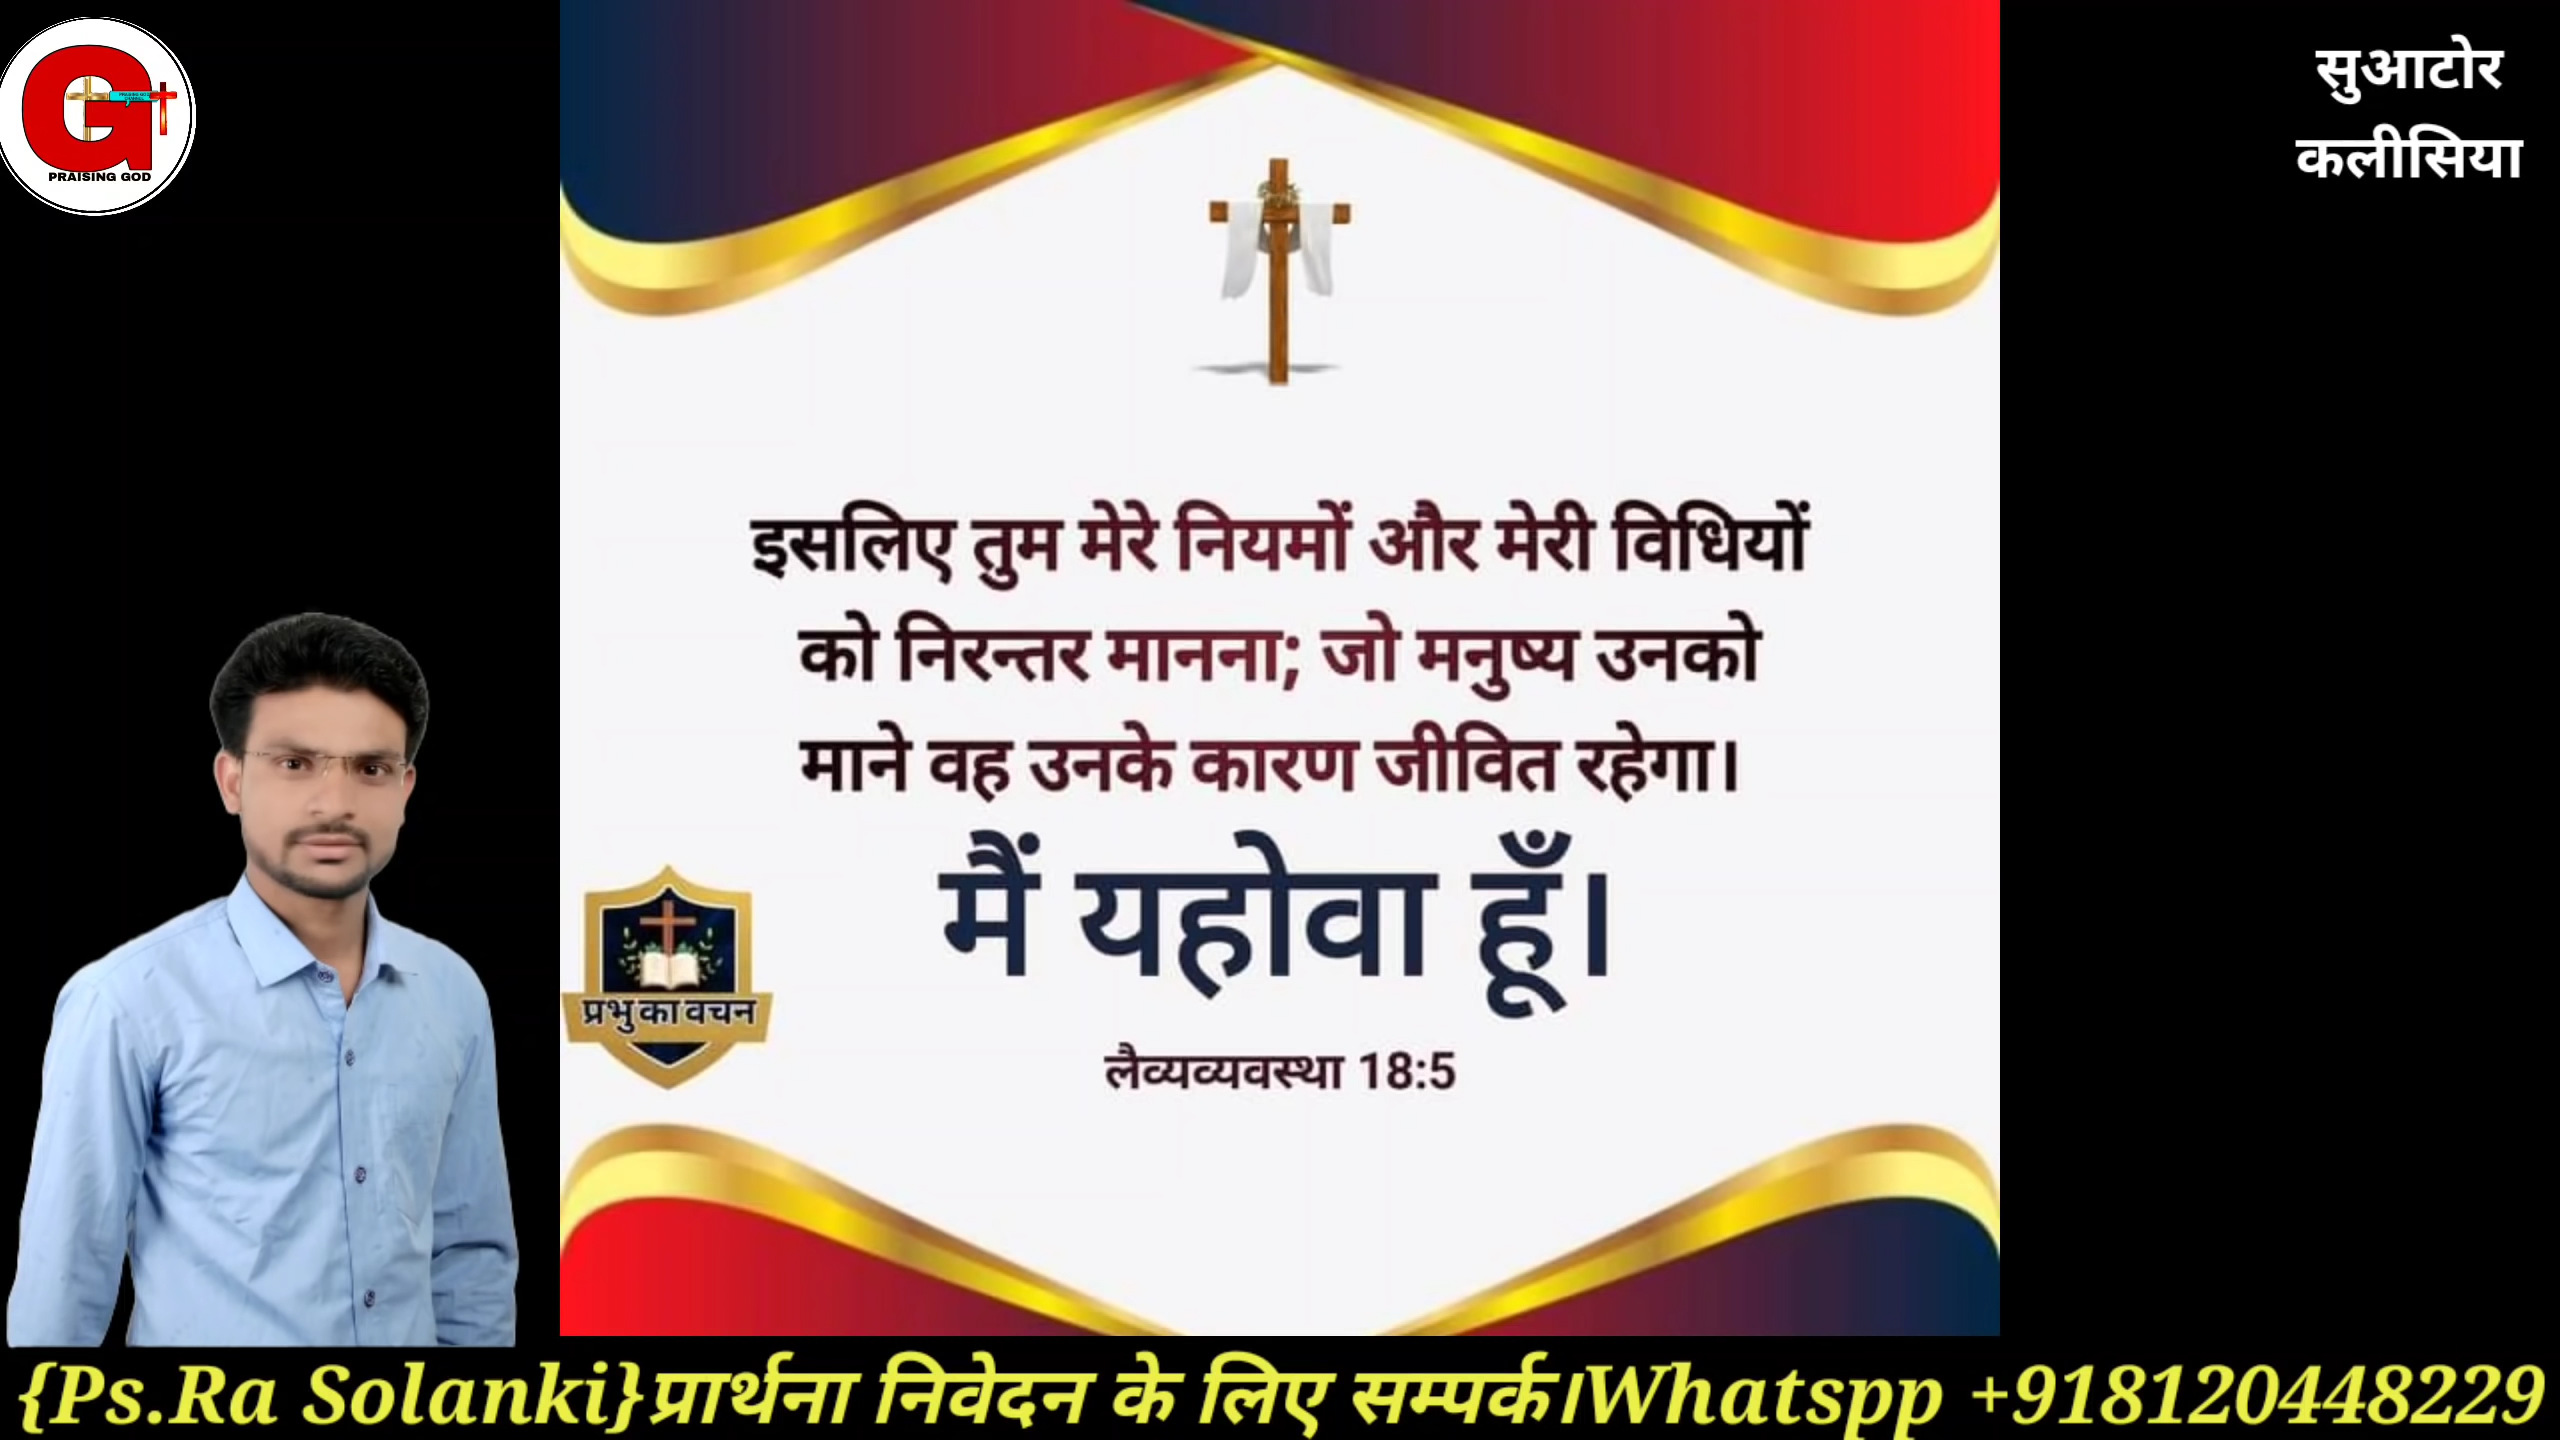 PRAISING GOD
सुआटोर
कलीसिया
इसलिए तुम मेरे नियमों और मेरी विधियों
को निरन्तर मानना; जो मनुष्य उनको
माने वह उनके कारण जीवित रहेगा।
मैं यहोवा हूँ।
प्रभु का वचन
लैव्यव्यवस्था 18:5
{Ps.Ra Solanki}प्रार्थना निवेदन के लिए सम्पर्क।Whatspp +918120448229